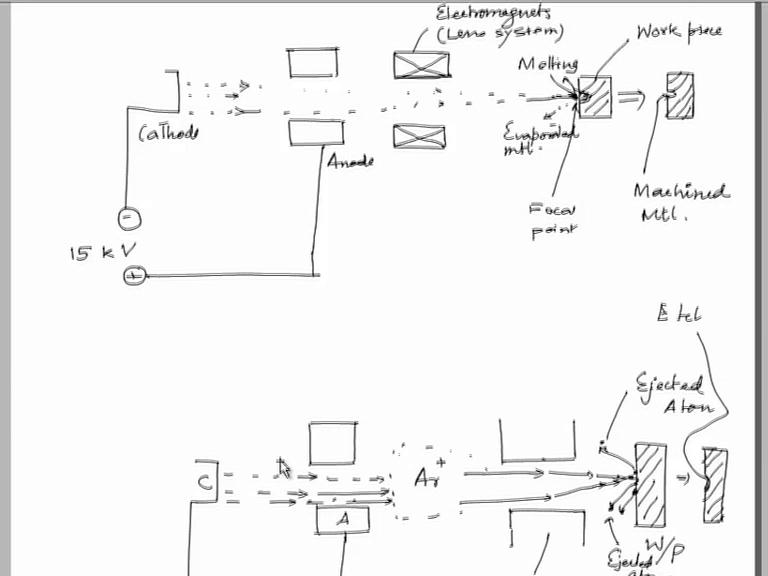 Electromagnets
(Lens system)
Work piece
Melting
Cathode
Evaporated
mtl.
Anode
Focal
point
Machined
Mtl.
-
15 kV
+
Ejected
Atom
C
Ar+
A
W/P
Ejected